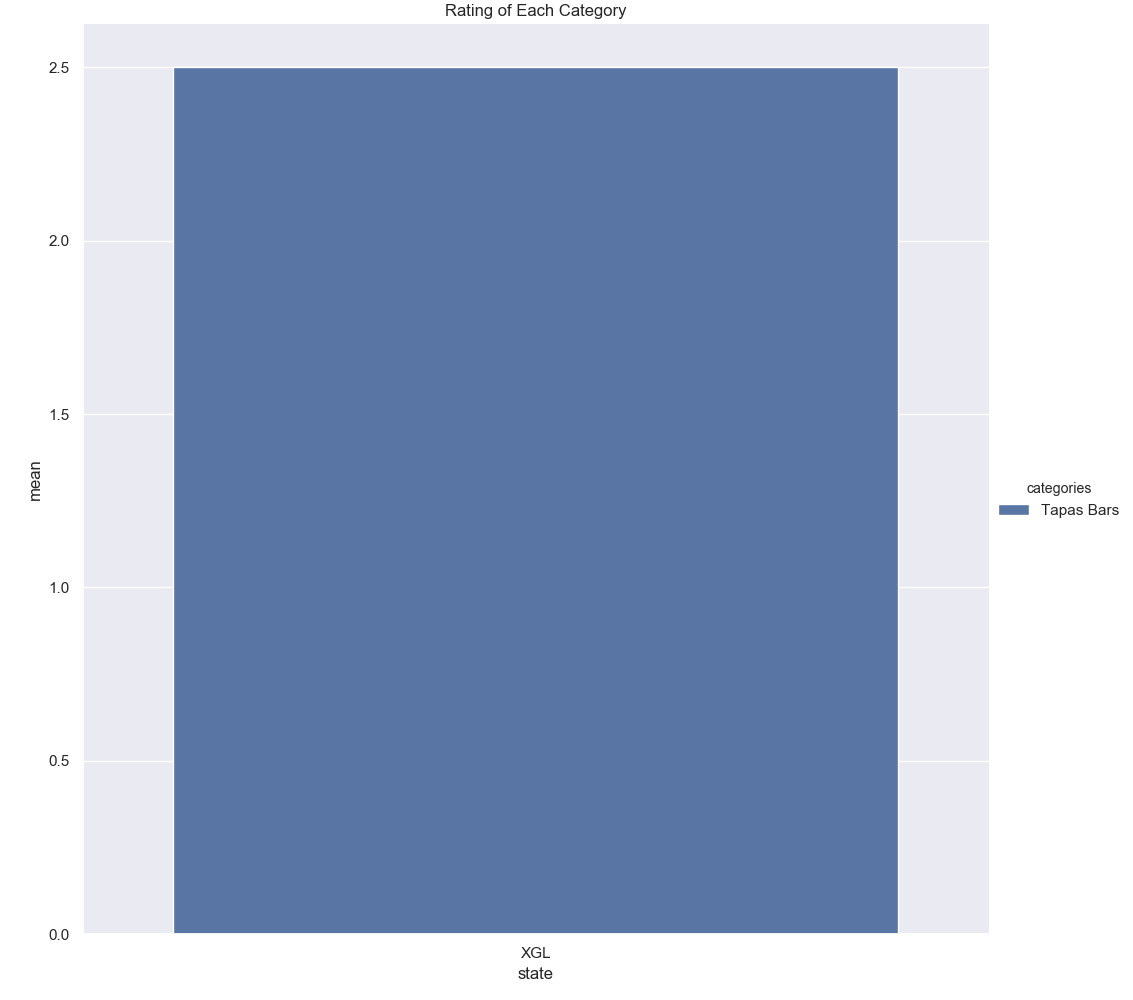 Rating of Each Category
2.5
2.0
1.5
1.0
0.5
0.0
mean
XGL
state
categories
Tapas Bars